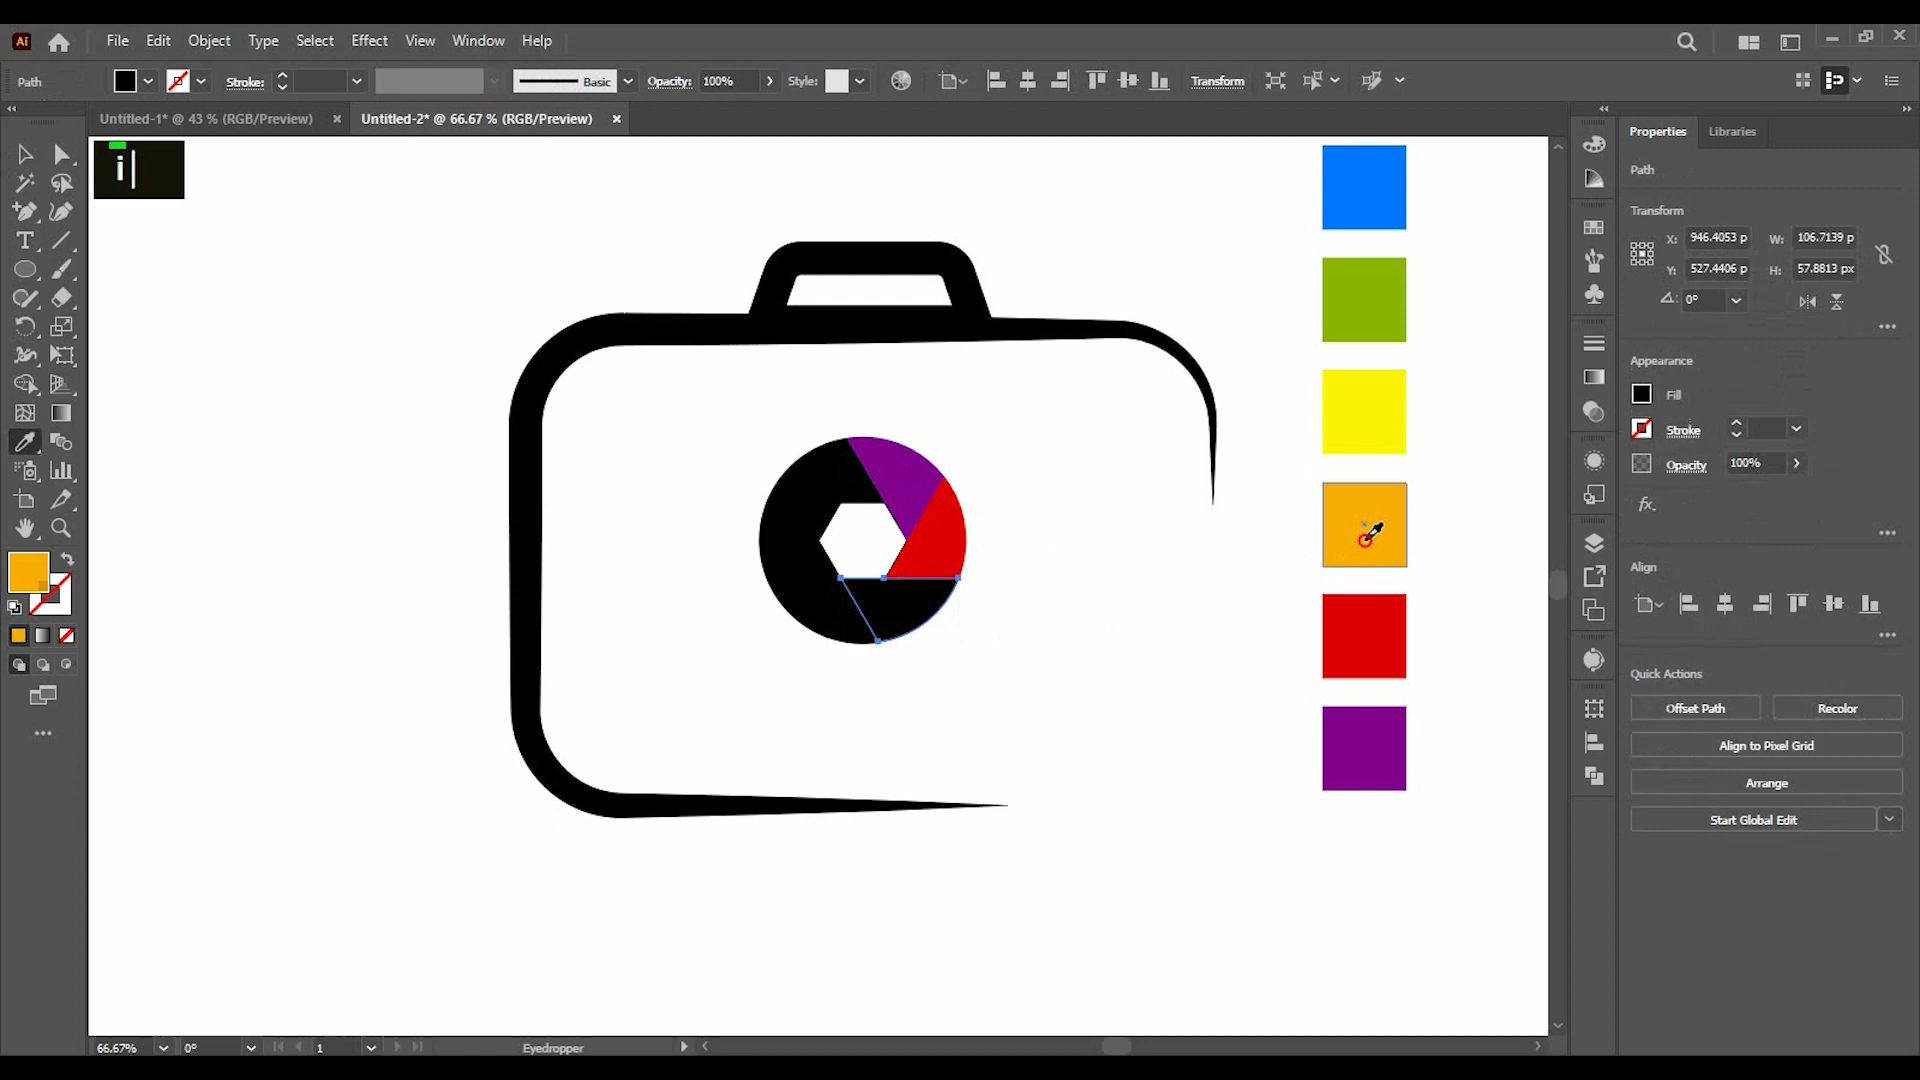 Ai File Edit Object Type Select Effect View Window Help
Path Stroke: Basic Opacity: 100% Style: Transform
Untitled-1* @ 43 % (RGB/Preview) Untitled-2* @ 66.67 % (RGB/Preview)
i
Properties Libraries
Path
Transform
X: 946.4053 p W: 106.7139 p
Y: 527.4406 p H: 57.8813 px
0°
Appearance
Fill
Stroke
Opacity 100%
fx
Align
Quick Actions
Offset Path Recolor
Align to Pixel Grid
Arrange
Start Global Edit
66.67% 0° 1 Eyedropper